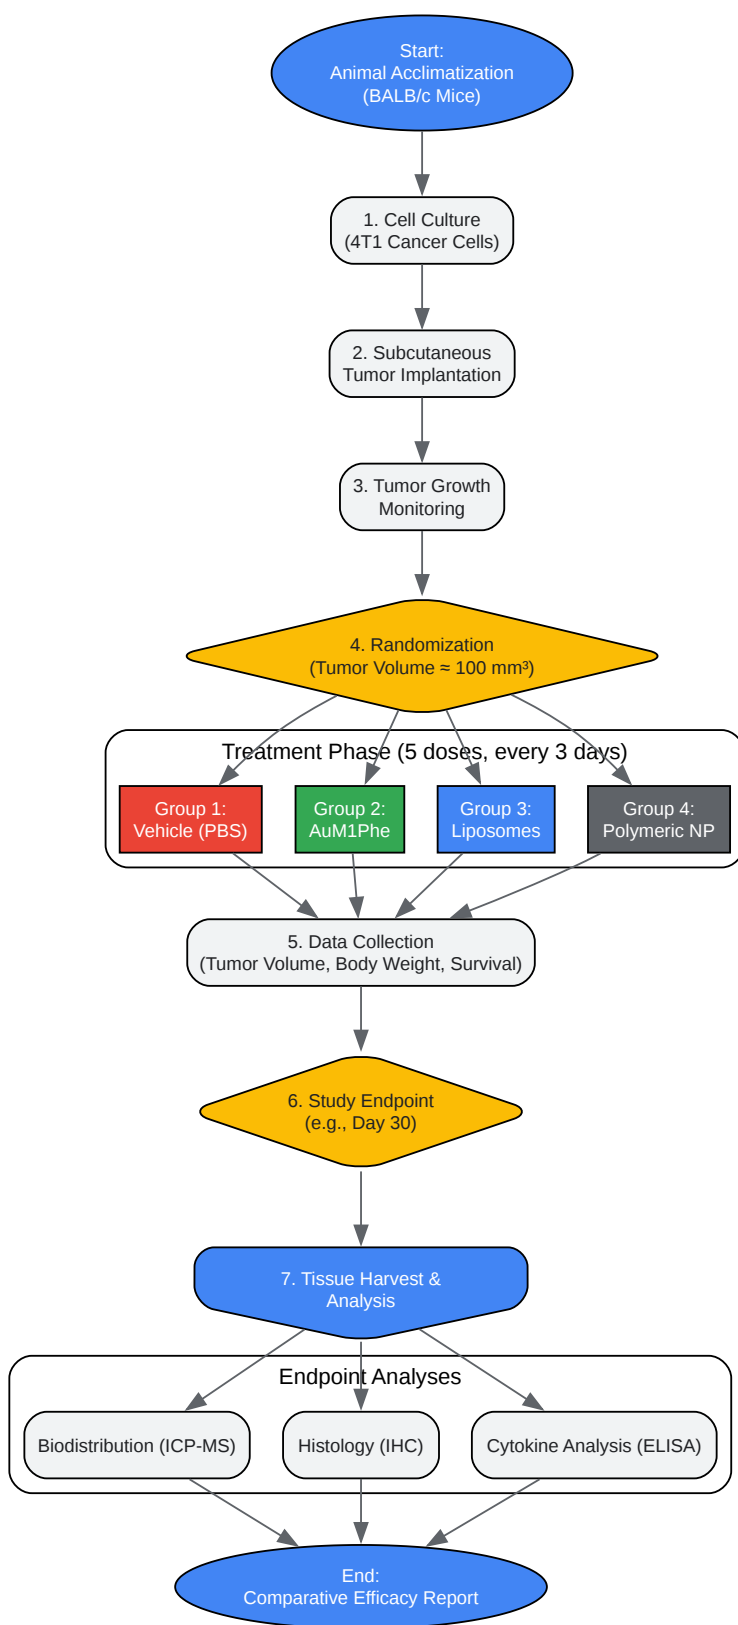 Start:
Animal Acclimatization
(BALB/c Mice)
1. Cell Culture
(4T1 Cancer Cells)
2. Subcutaneous
Tumor Implantation
3. Tumor Growth
Monitoring
4. Randomization
(Tumor Volume ≈ 100 mm³)
Treatment Phase (5 doses, every 3 days)
Group 1:
Vehicle (PBS)
Group 2:
AuM1Phe
Group 3:
Liposomes
Group 4:
Polymeric NP
5. Data Collection
(Tumor Volume, Body Weight, Survival)
6. Study Endpoint
(e.g., Day 30)
7. Tissue Harvest &
Analysis
Endpoint Analyses
Biodistribution (ICP-MS)
Histology (IHC)
Cytokine Analysis (ELISA)
End:
Comparative Efficacy Report